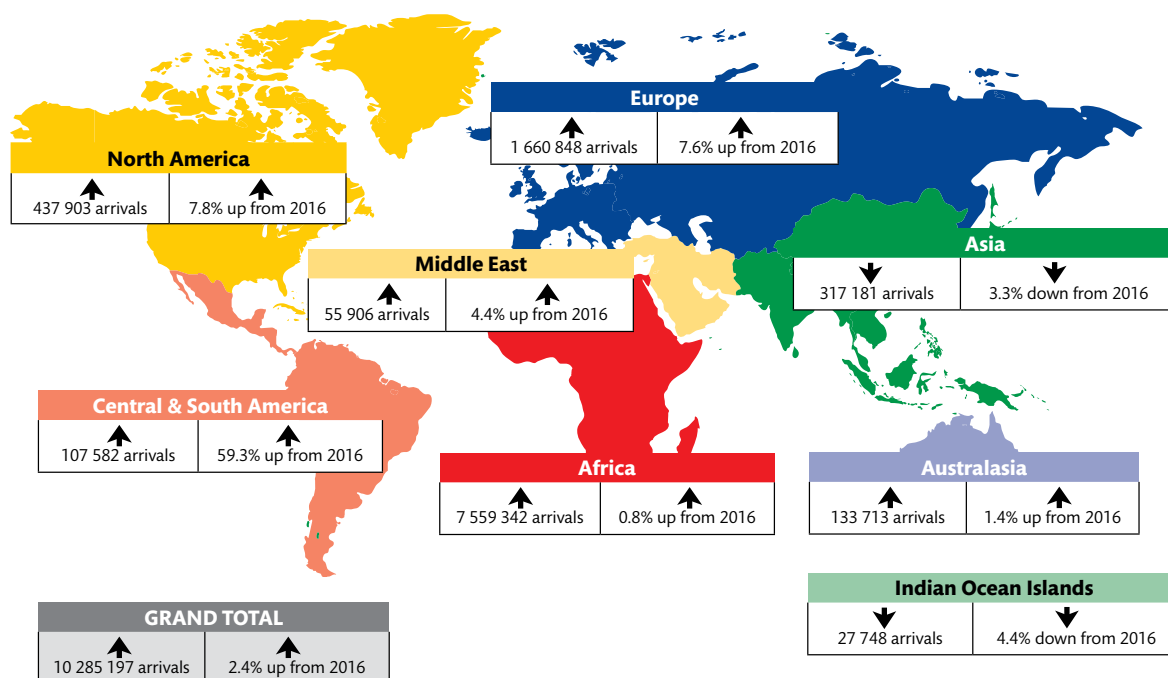 Europe
1 660 848 arrivals 7.6% up from 2016
North America
437 903 arrivals 7.8% up from 2016
Asia
317 181 arrivals 3.3% down from 2016
Middle East
55 906 arrivals 4.4% up from 2016
Central & South America
107 582 arrivals 59.3% up from 2016
Africa
7 559 342 arrivals 0.8% up from 2016
Australasia
133 713 arrivals 1.4% up from 2016
Indian Ocean Islands
27 748 arrivals 4.4% down from 2016
GRAND TOTAL
10 285 197 arrivals 2.4% up from 2016